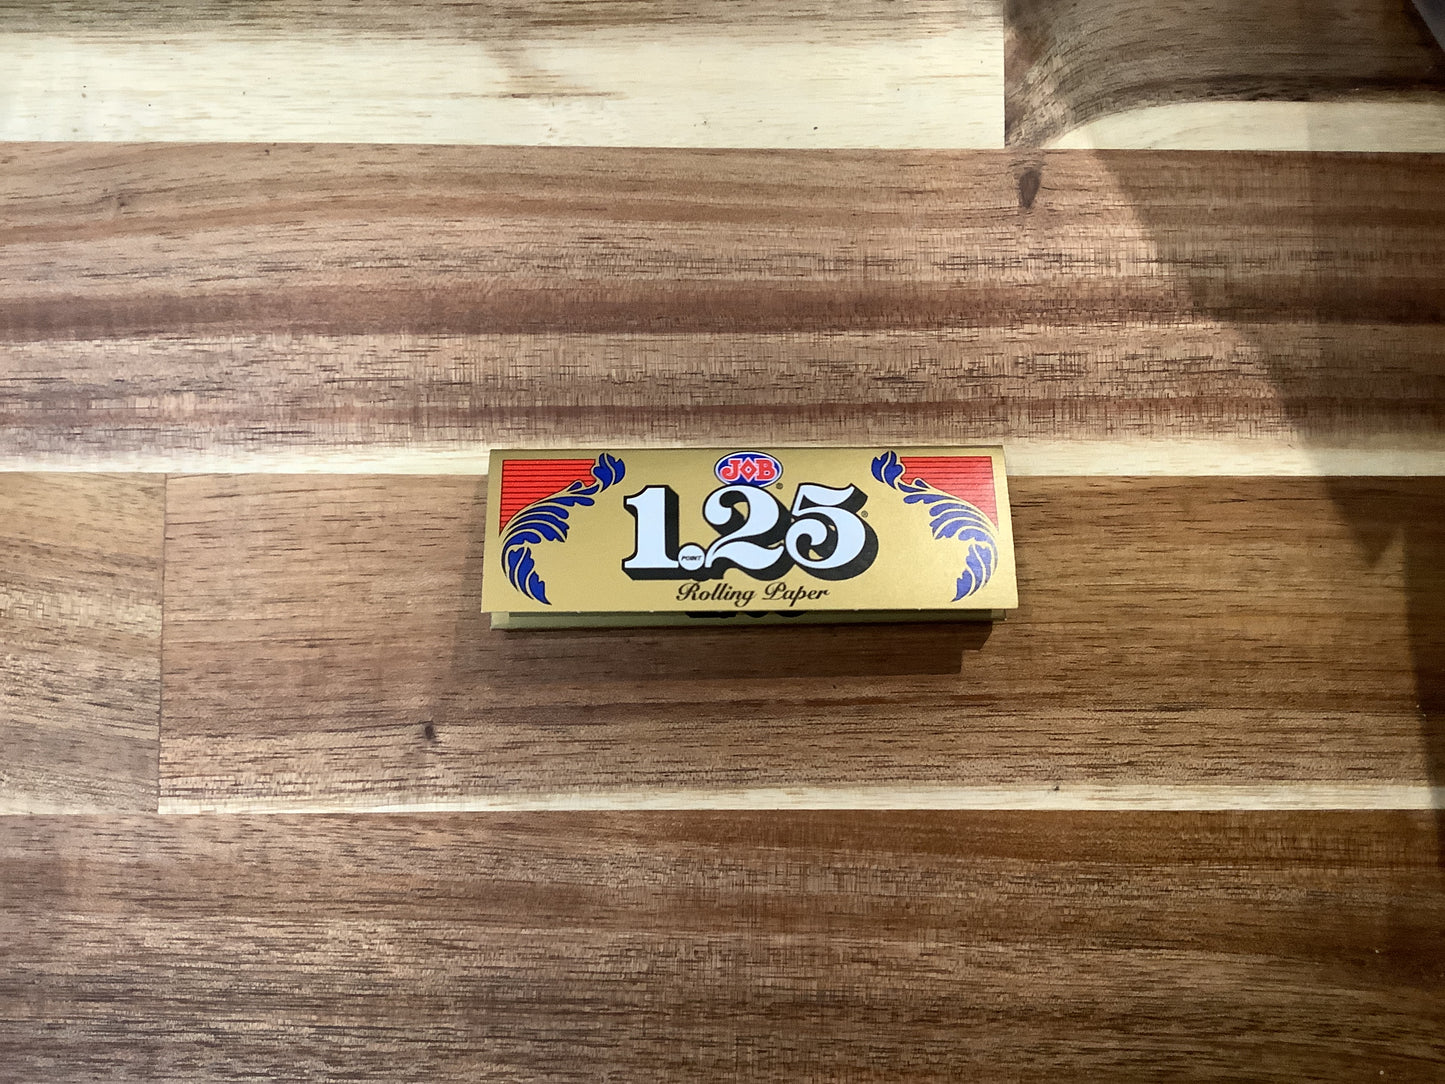 JOB®
1.25®
POINT
Rolling Paper